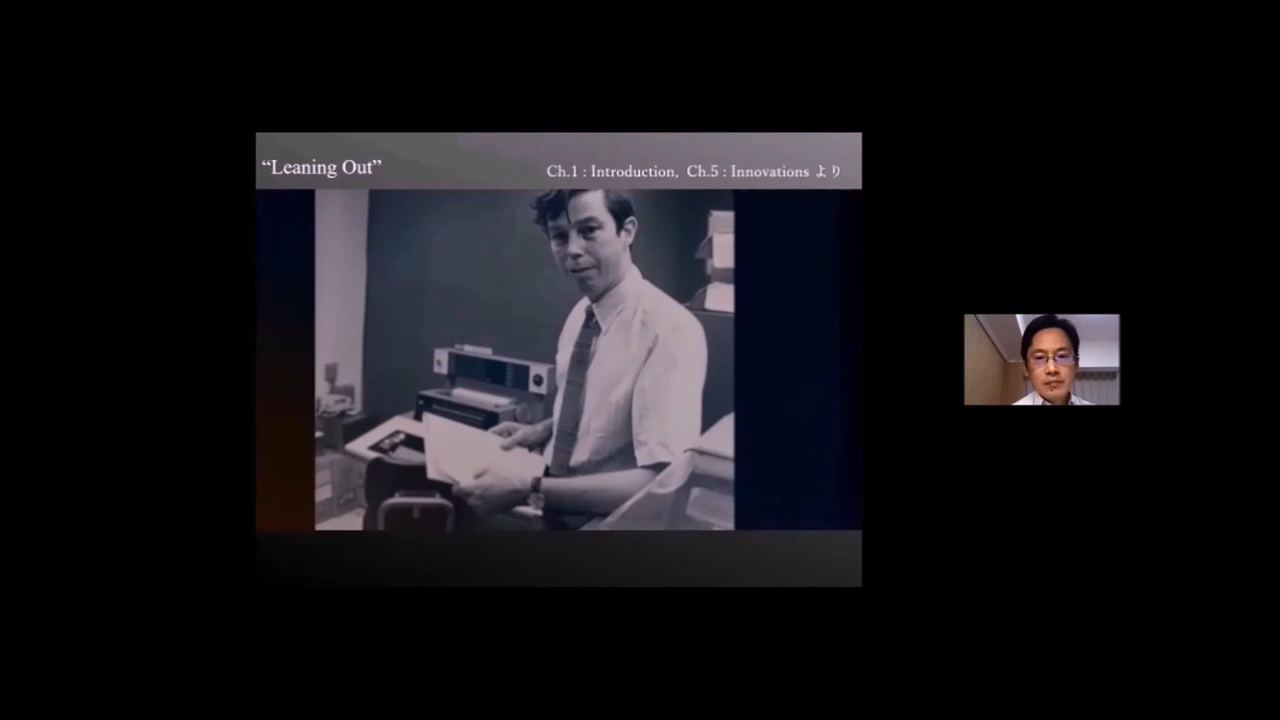 “Leaning Out”
Ch.1 : Introduction,  Ch.5 : Innovations より